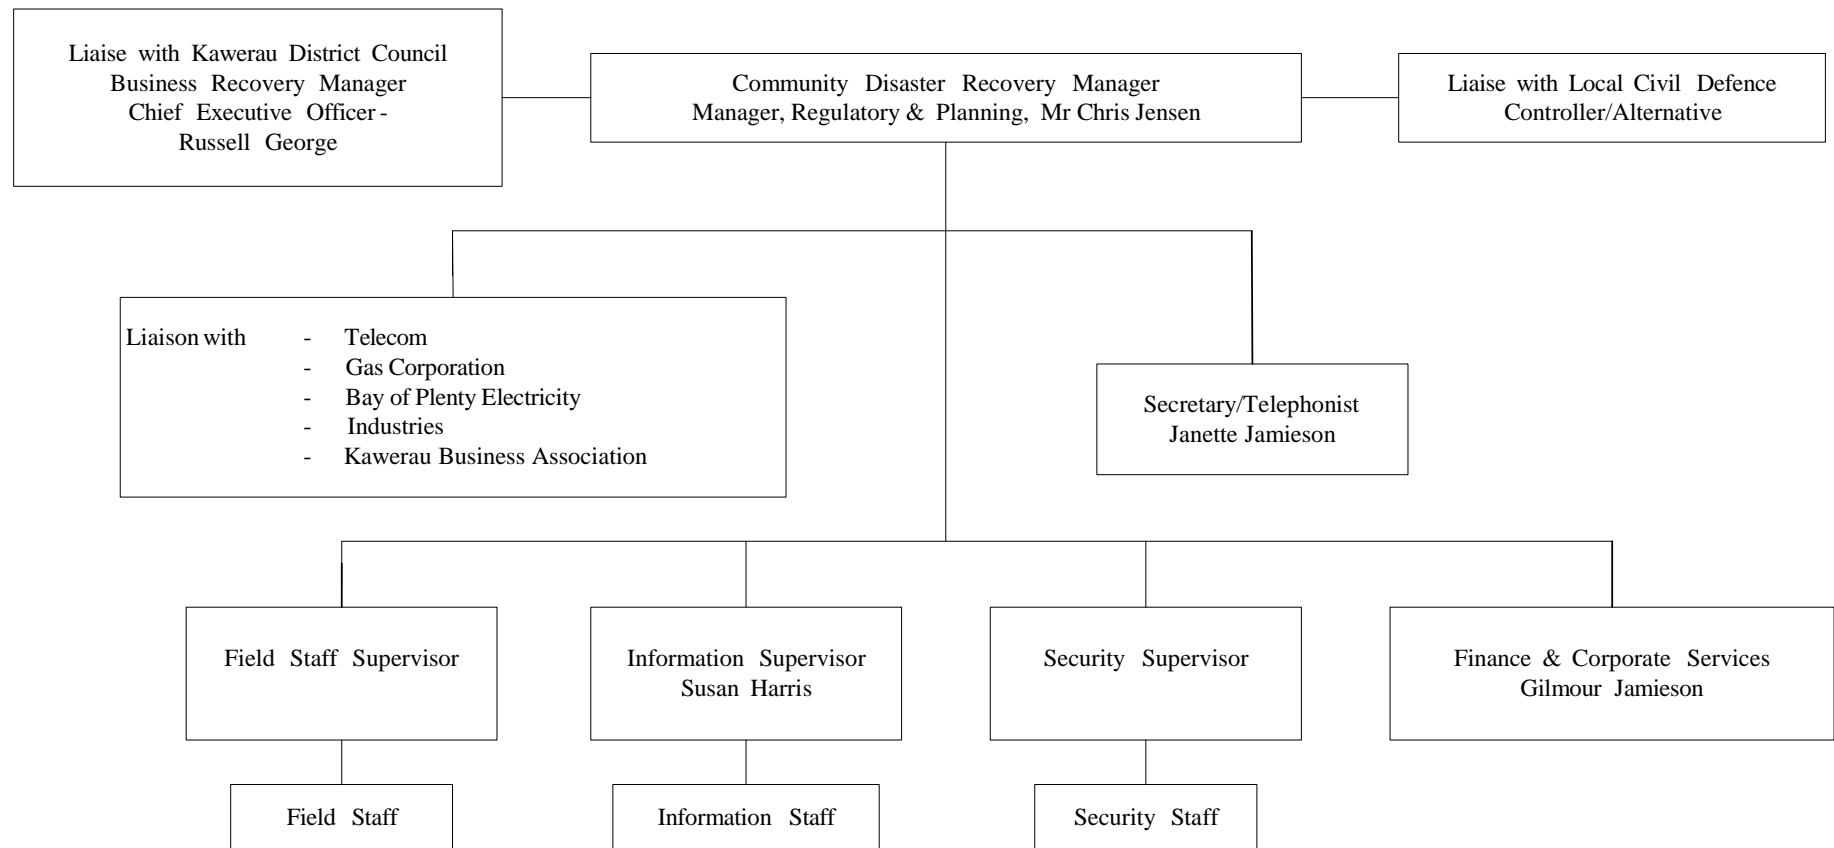 Liaise with Kawerau District Council
Business Recovery Manager
Chief Executive Officer -
Russell George
Community Disaster Recovery Manager
Manager, Regulatory & Planning, Mr Chris Jensen
Liaise with Local Civil Defence
Controller/Alternative
Liaison with - Telecom
- Gas Corporation
- Bay of Plenty Electricity
- Industries
- Kawerau Business Association
Secretary/Telephonist
Janette Jamieson
Field Staff Supervisor
Information Supervisor
Susan Harris
Security Supervisor
Finance & Corporate Services
Gilmour Jamieson
Field Staff
Information Staff
Security Staff